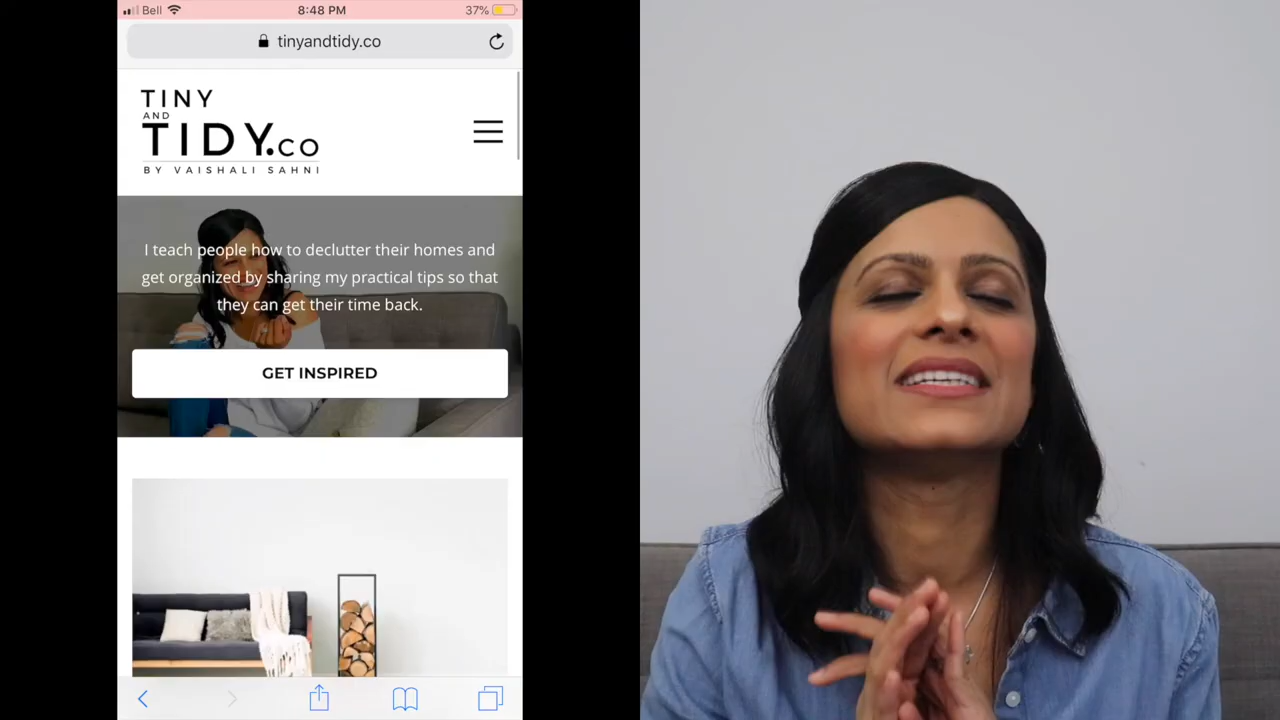 Bell 8:48 PM 37%
tinyandtidy.co
TINY
AND
TIDY.CO
BY VAISHALI SAHNI
I teach people how to declutter their homes and
get organized by sharing my practical tips so that
they can get their time back.
GET INSPIRED